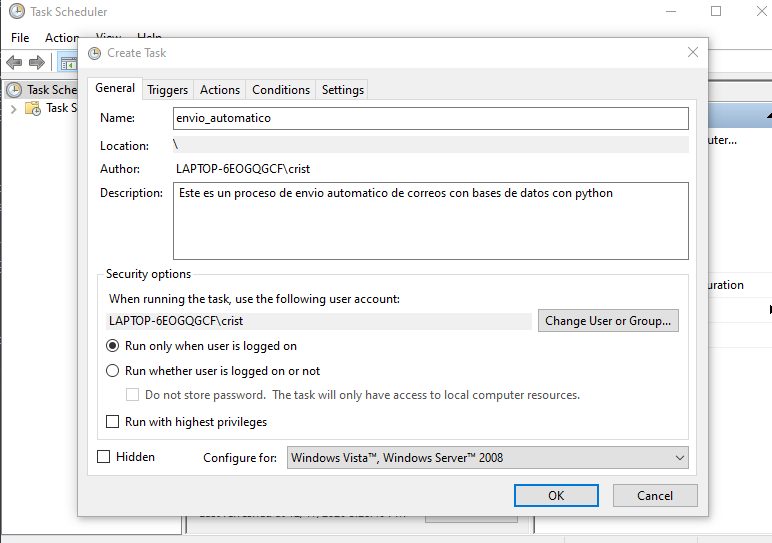 Task Scheduler
File Action View Help
Create Task
Task Sche
Task S
General Triggers Actions Conditions Settings
Name: envio_automatico
Location: \
Author: LAPTOP-6EOGQGCF\crist
Description: Este es un proceso de envio automatico de correos con bases de datos con python
uter...
uration
Security options
When running the task, use the following user account:
LAPTOP-6EOGQGCF\crist Change User or Group...
Run only when user is logged on
Run whether user is logged on or not
Do not store password. The task will only have access to local computer resources.
Run with highest privileges
Hidden Configure for: Windows Vista™, Windows Server™ 2008
OK Cancel